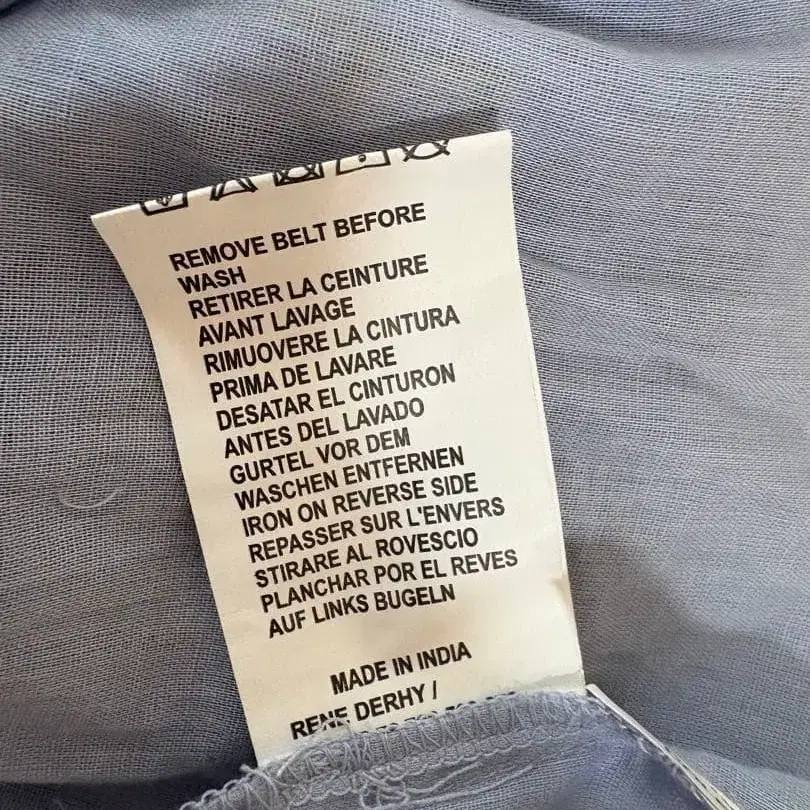 REMOVE BELT BEFORE
WASH
RETIRER LA CEINTURE
AVANT LAVAGE
RIMUOVERE LA CINTURA
PRIMA DE LAVARE
DESATAR EL CINTURON
ANTES DEL LAVADO
GURTEL VOR DEM
WASCHEN ENTFERNEN
IRON ON REVERSE SIDE
REPASSER SUR L'ENVERS
STIRARE AL ROVESCIO
PLANCHAR POR EL REVES
AUF LINKS BUGELN
MADE IN INDIA
RENE DERHY /